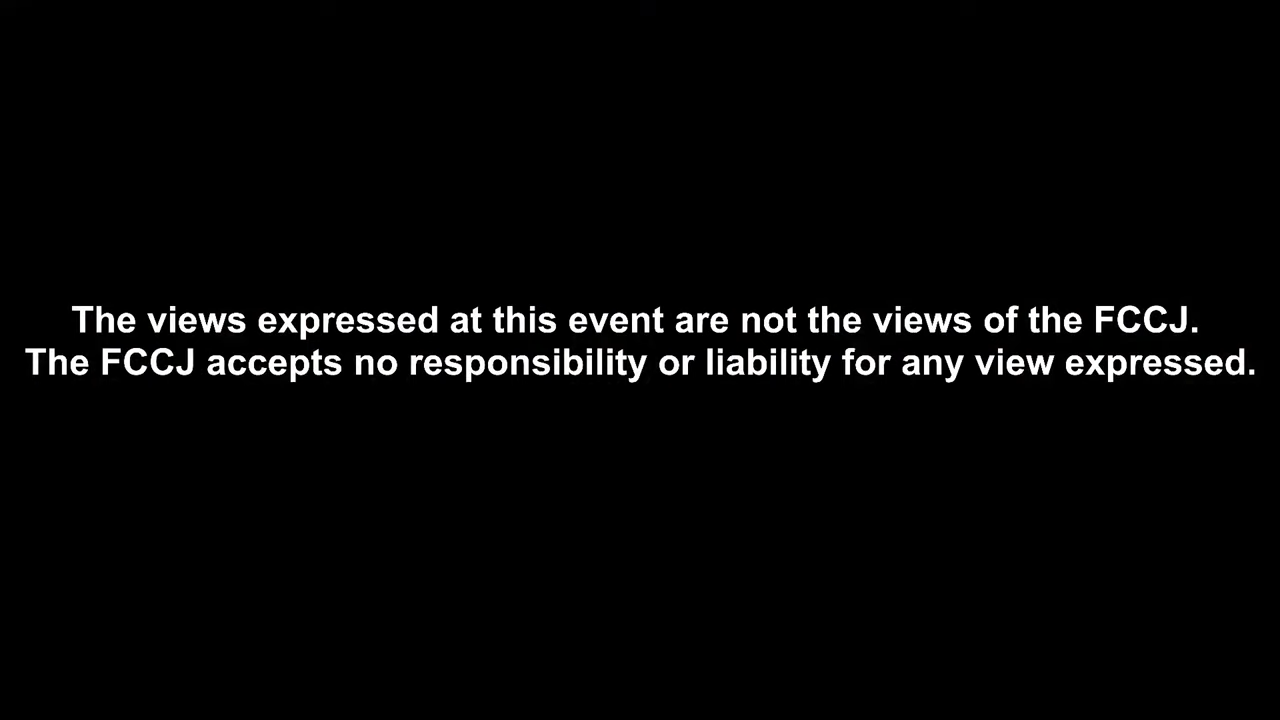 The views expressed at this event are not the views of the FCCJ.
The FCCJ accepts no responsibility or liability for any view expressed.